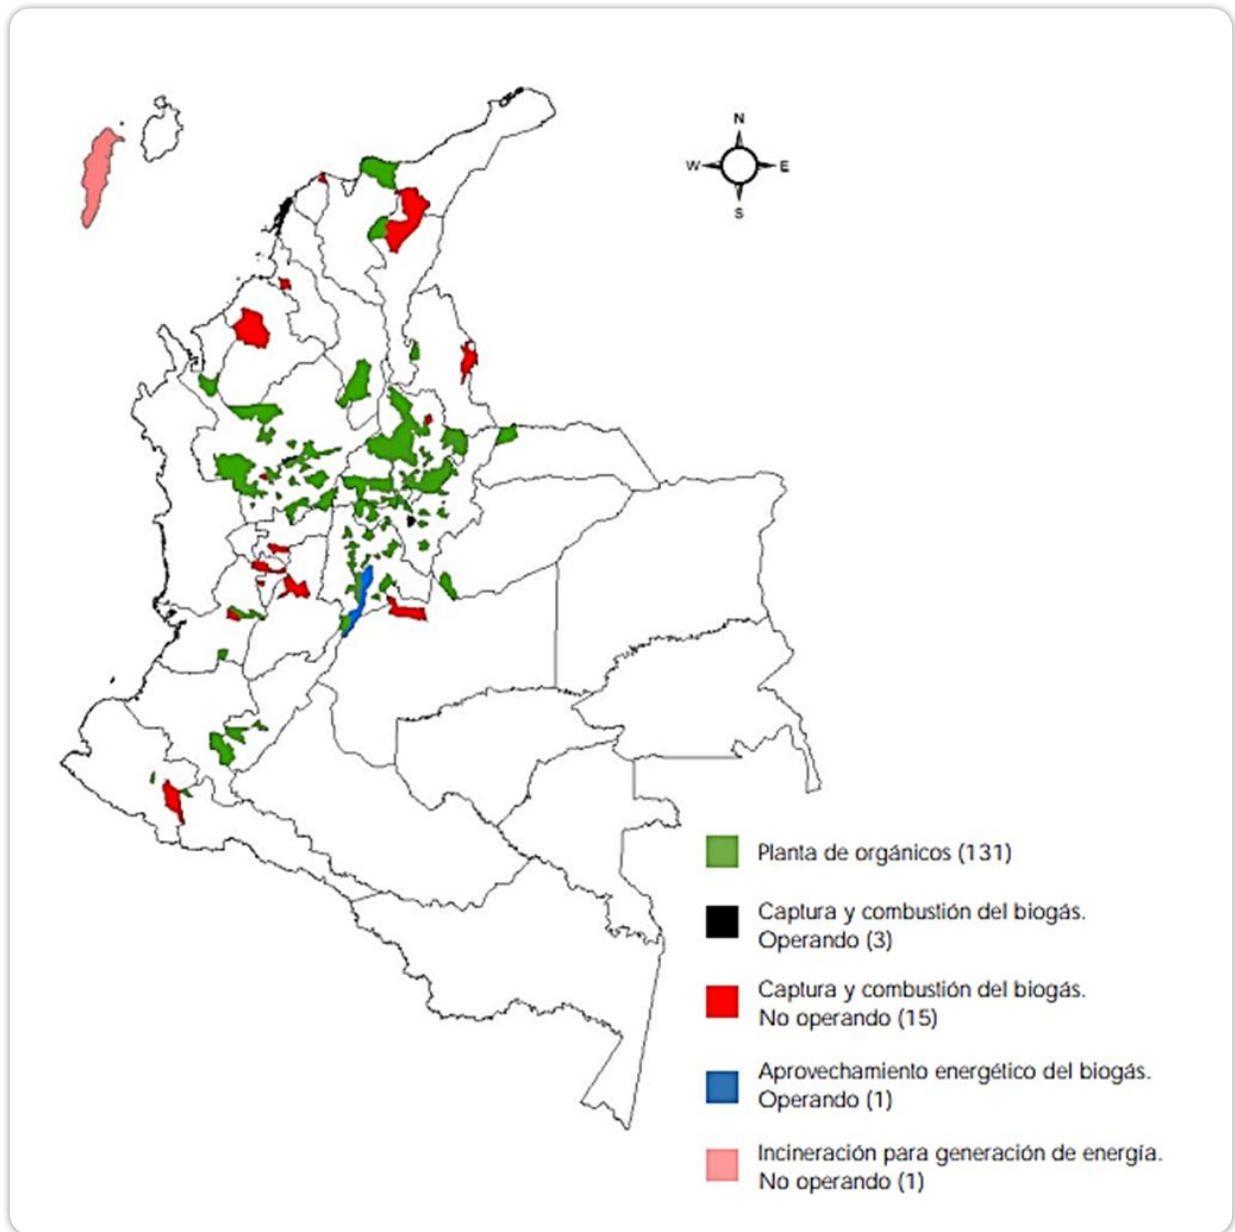 N
W
E
S
Planta de orgánicos (131)
Captura y combustión del biogás.
Operando (3)
Captura y combustión del biogás.
No operando (15)
Aprovechamiento energético del biogás.
Operando (1)
Incineración para generación de energía.
No operando (1)